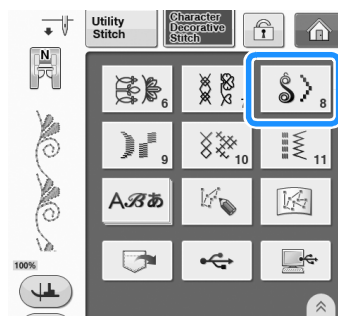 Utility
Stitch
Character
Decorative
Stitch
N
6
7
8
9
10
11
Aℬあ
100%